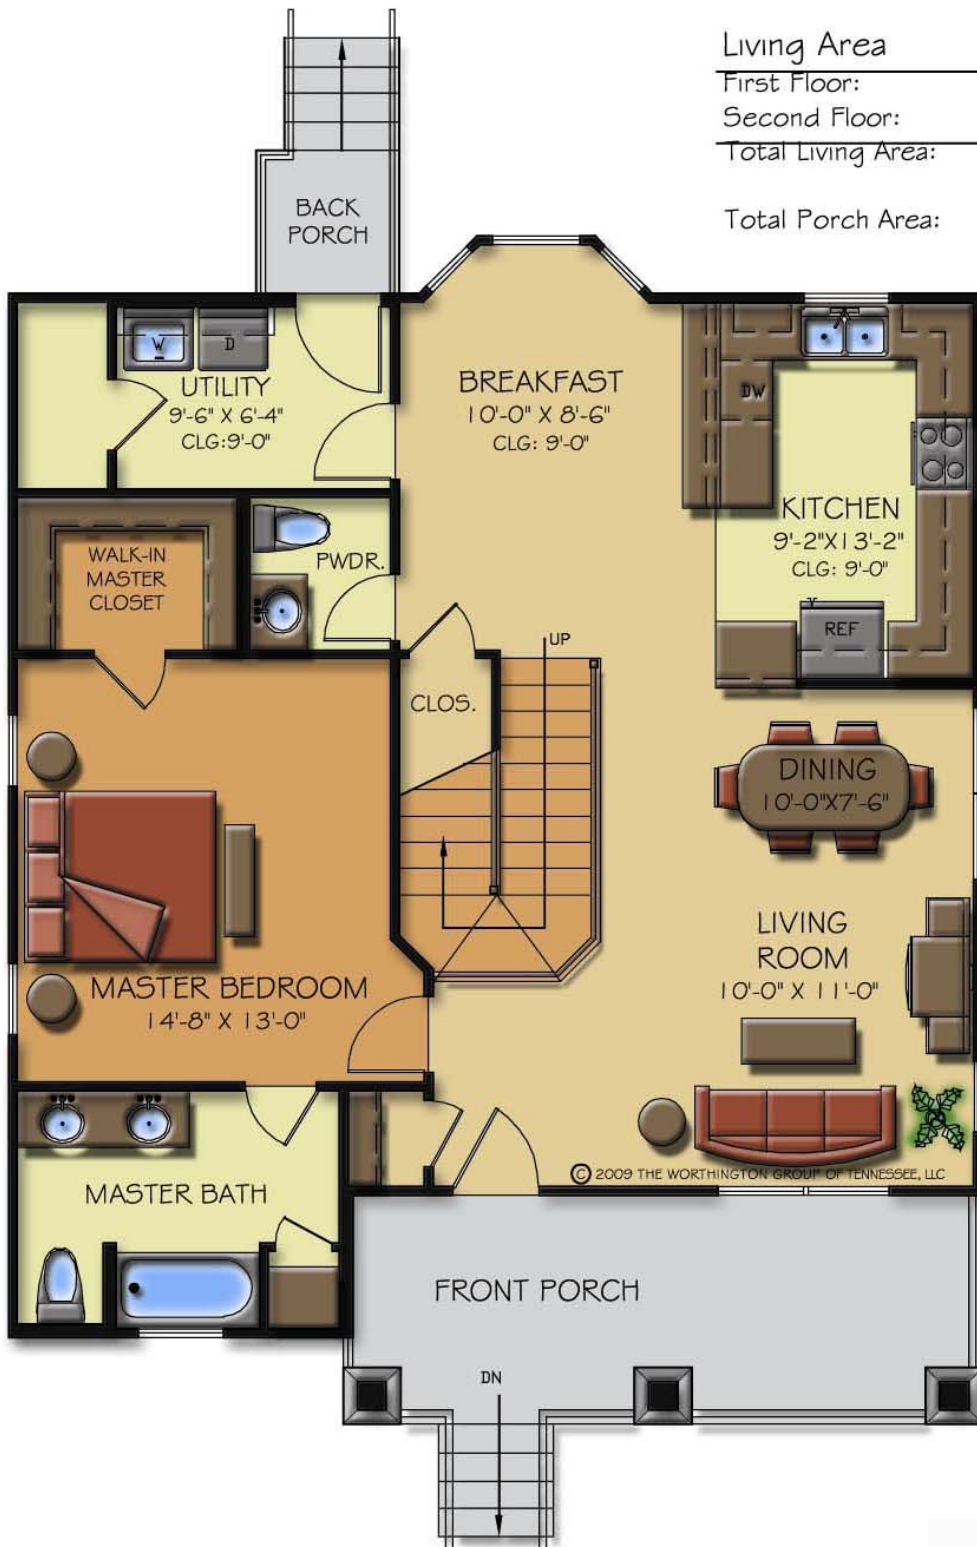 Living Area
First Floor:
Second Floor:
Total Living Area:
Total Porch Area:
BACK
PORCH
W
D
UTILITY
9'-6" X 6'-4"
CLG:9'-0"
BREAKFAST
10'-0" X 8'-6"
CLG: 9'-0"
DW
KITCHEN
9'-2"X13'-2"
CLG: 9'-0"
REF
WALK-IN
MASTER
CLOSET
PWDR.
UP
CLOS.
DINING
10'-0"X7'-6"
LIVING
ROOM
10'-0" X 11'-0"
MASTER BEDROOM
14'-8" X 13'-0"
© 2009 THE WORTHINGTON GROUP OF TENNESSEE, LLC
MASTER BATH
FRONT PORCH
DN